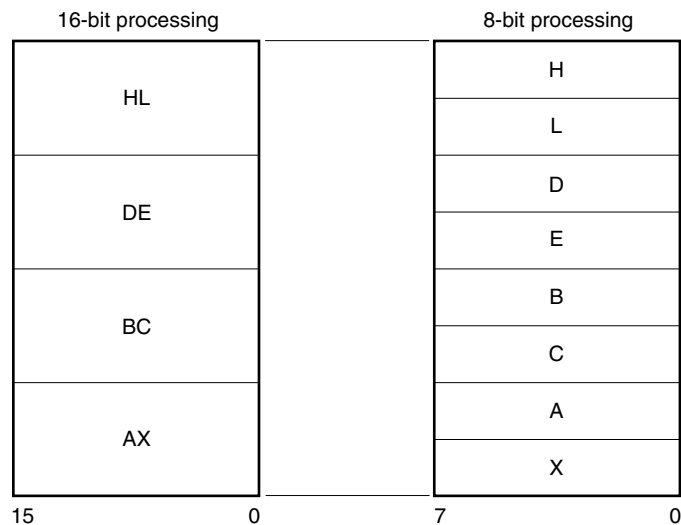 16-bit processing
8-bit processing
HL
DE
BC
AX
H
L
D
E
B
C
A
X
15 0
7 0